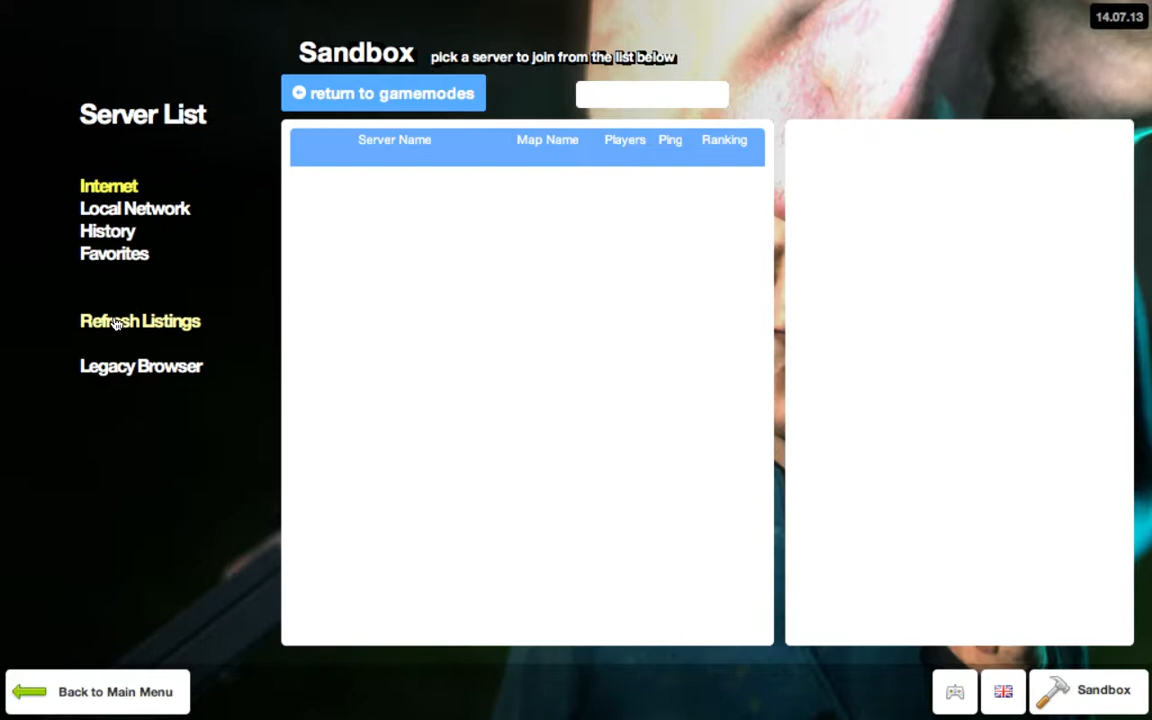 14.07.13
Sandbox pick a server to join from the list below
return to gamemodes
Server List
Server Name Map Name Players Ping Ranking
Internet
Local Network
History
Favorites
Refresh Listings
Legacy Browser
Back to Main Menu
Sandbox